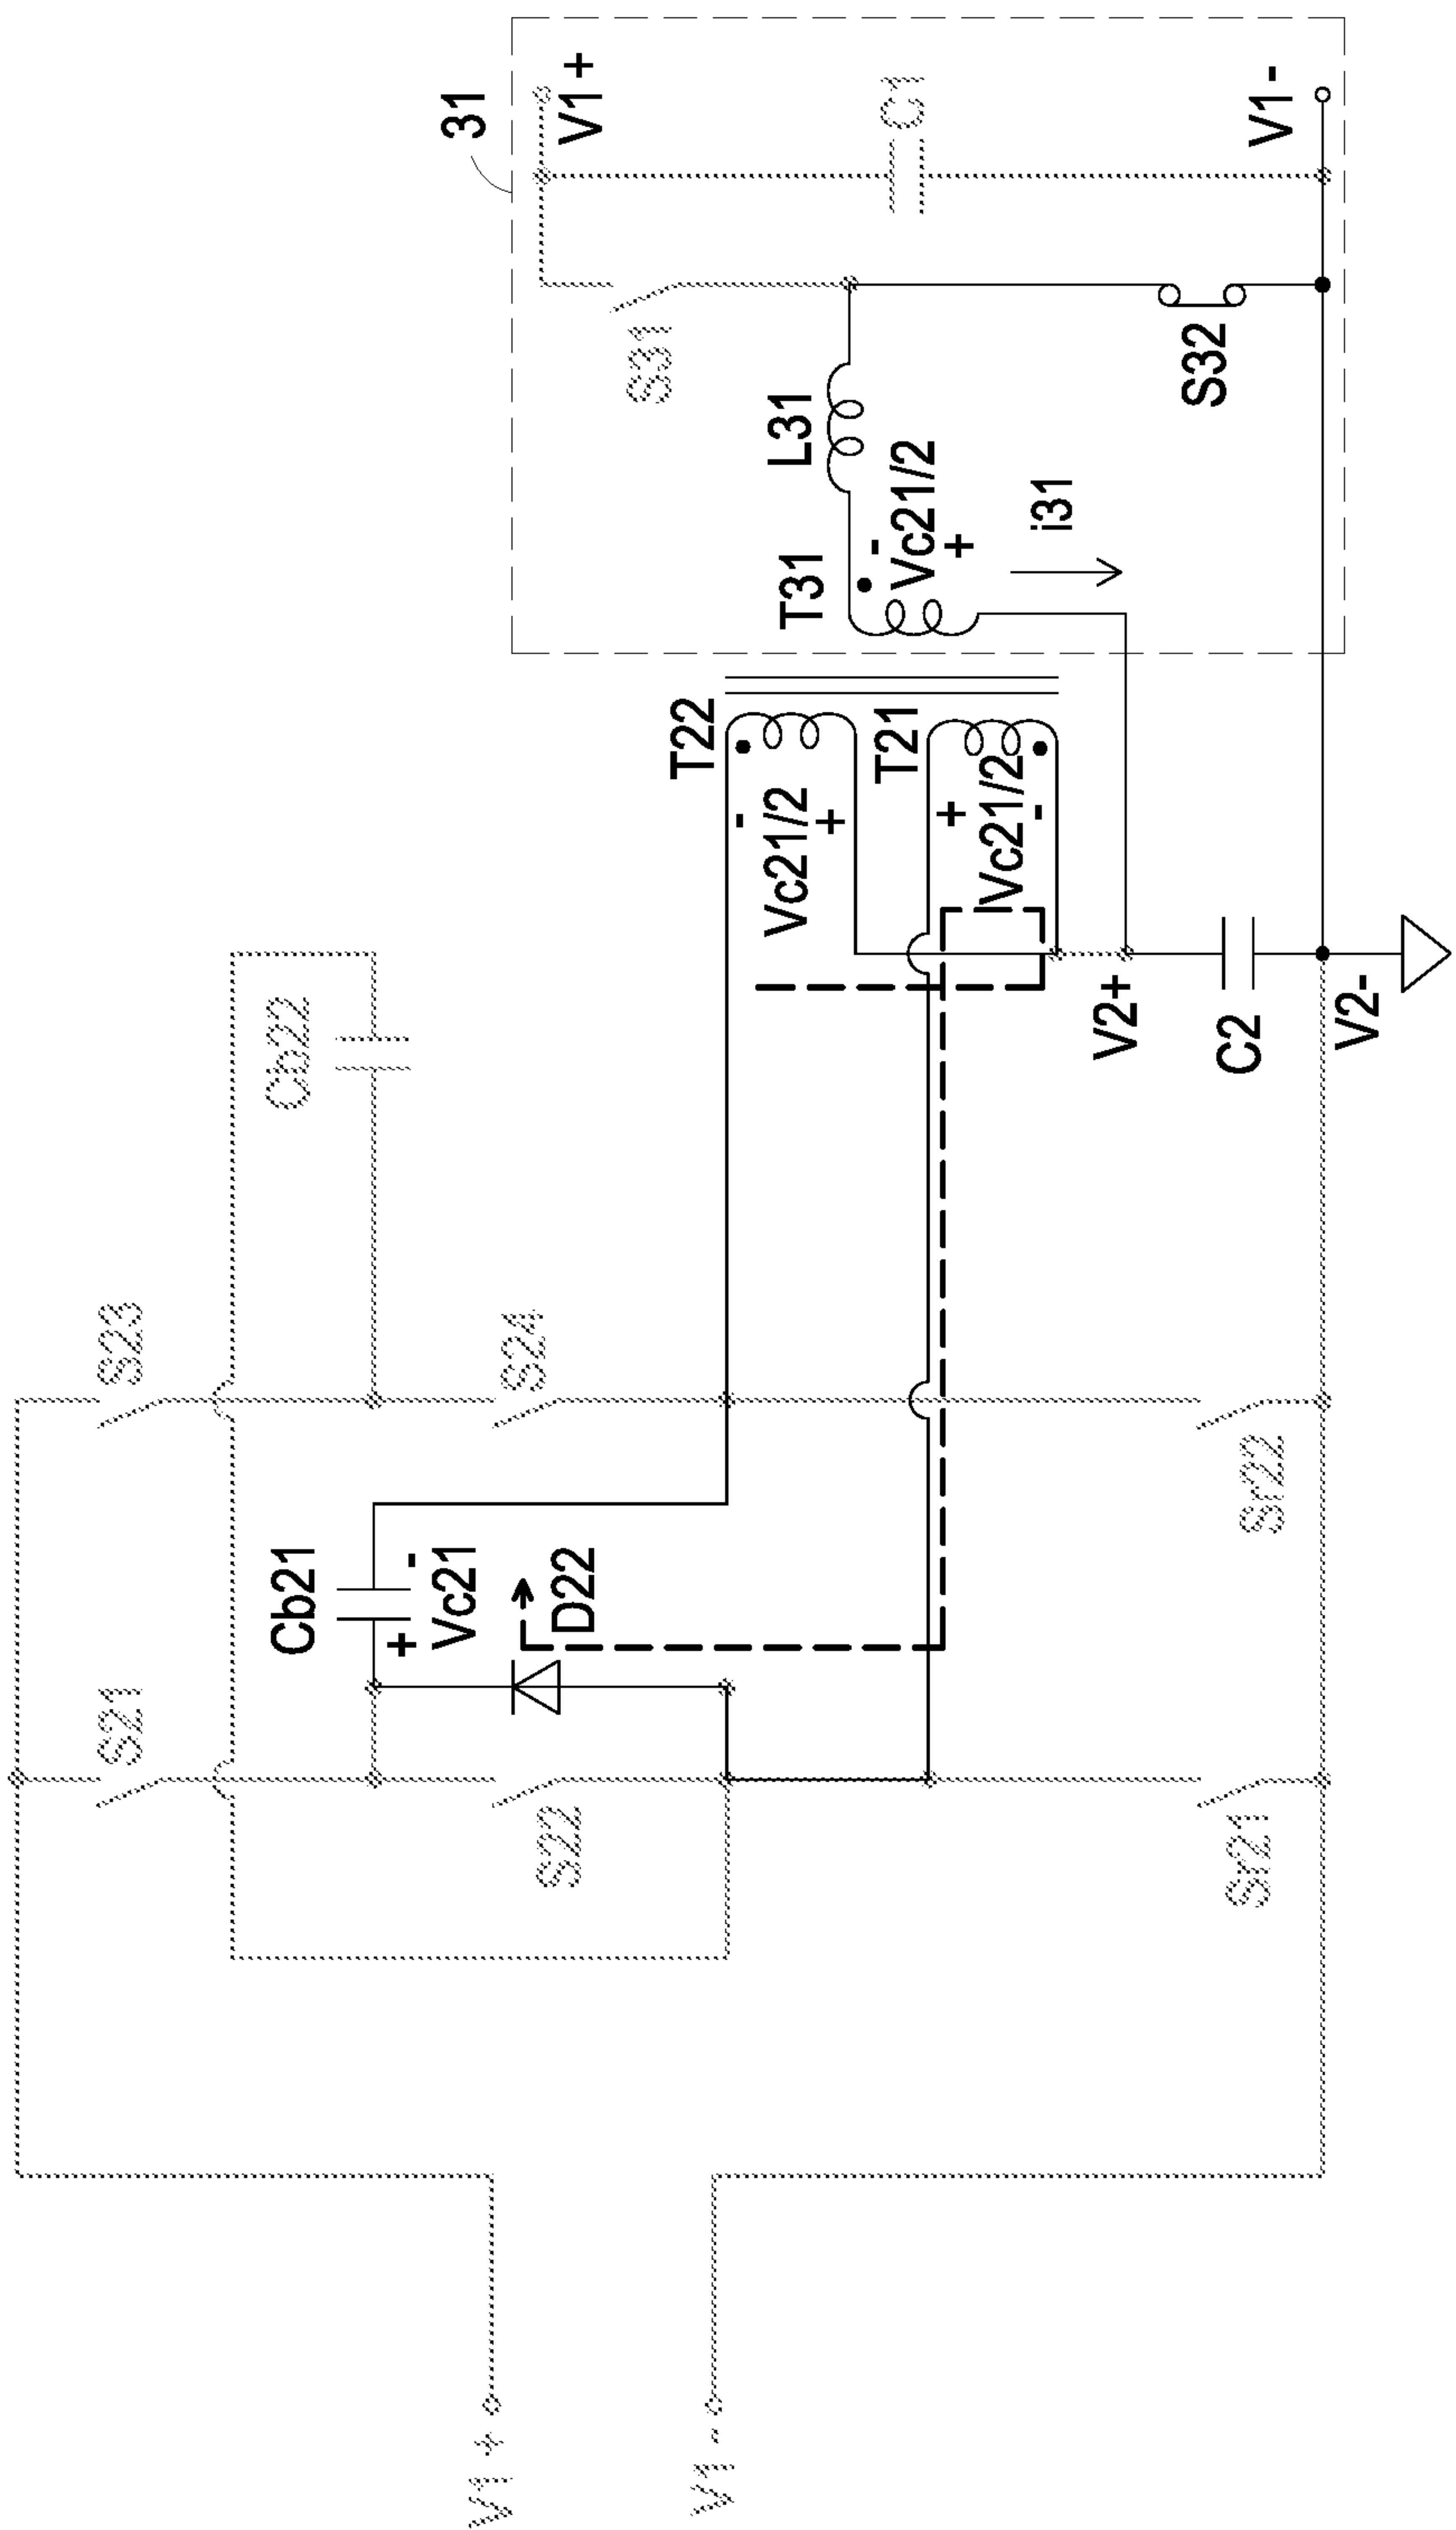 S21
S23
Cb22
31
V1+
S22
Cb21
+
Vc21
-
D22
S24
S31
C1
T22
-
Vc21/2
+
T31
-
Vc21/2
+
L31
i31
T21
+
Vc21/2
-
V1 +
V1 -
V2+
C2
V2-
Sr21
Sr22
S32
V1-